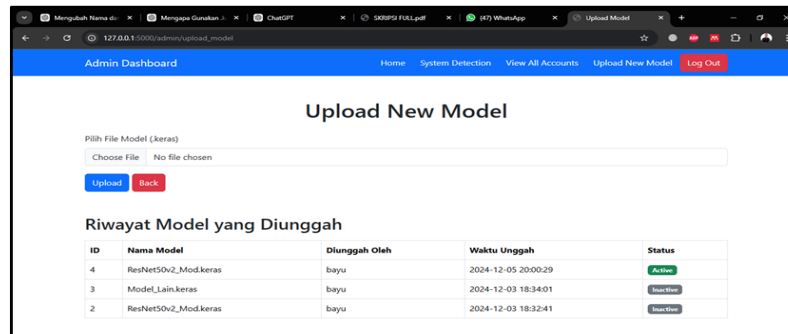 Mengubah Nama da
Mengapa Gunakan J
ChatGPT
SKRIPSI FULL.pdf
(47) WhatsApp
Upload Model
127.0.0.1:5000/admin/upload_model
Admin Dashboard
Home
System Detection
View All Accounts
Upload New Model
Log Out
Upload New Model
Pilih File Model (.keras)
Choose File No file chosen
Upload Back
Riwayat Model yang Diunggah
ID Nama Model Diunggah Oleh Waktu Unggah Status
4 ResNet50v2_Mod.keras bayu 2024-12-05 20:00:29 Active
3 Model_Lain.keras bayu 2024-12-03 18:34:01 Inactive
2 ResNet50v2_Mod.keras bayu 2024-12-03 18:32:41 Inactive